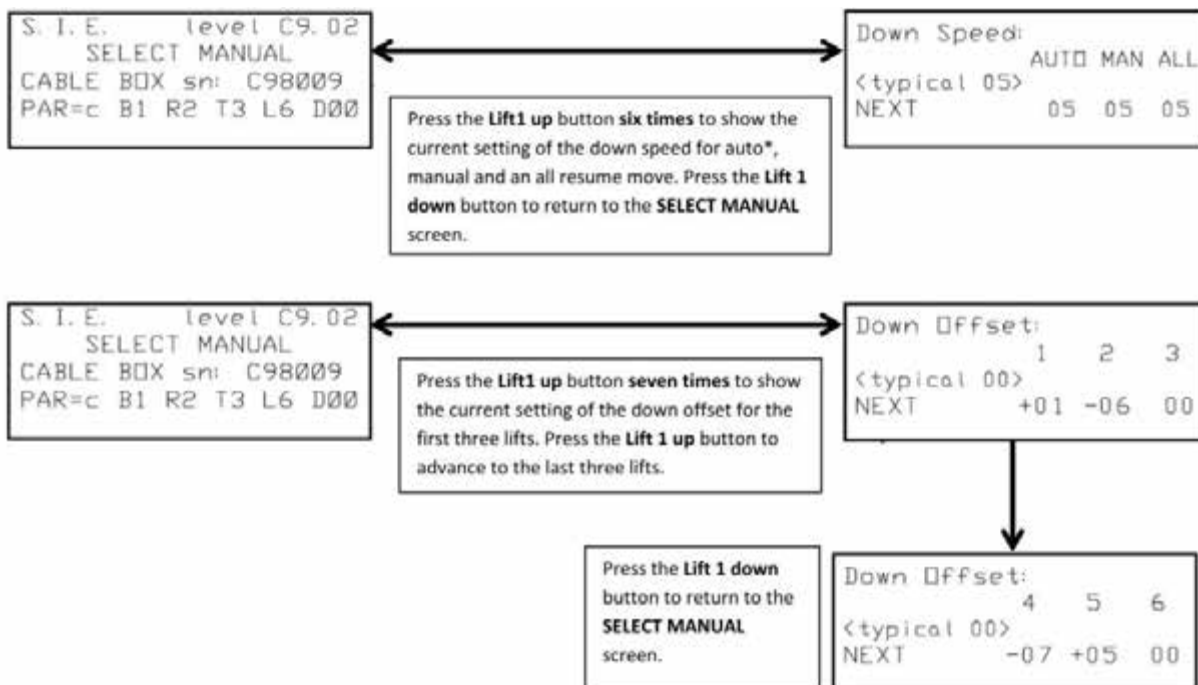 S. I. E. level C9.02
SELECT MANUAL
CABLE BOX sn: C98009
PAR=c B1 R2 T3 L6 D00
Press the Lift1 up button six times to show the
current setting of the down speed for auto*,
manual and an all resume move. Press the Lift 1
down button to return to the SELECT MANUAL
screen.
Down Speed:
AUTO MAN ALL
<typical 05>
NEXT 05 05 05
S. I. E. level C9.02
SELECT MANUAL
CABLE BOX sn: C98009
PAR=c B1 R2 T3 L6 D00
Press the Lift1 up button seven times to show
the current setting of the down offset for the
first three lifts. Press the Lift 1 up button to
advance to the last three lifts.
Down Offset:
1 2 3
<typical 00>
NEXT +01 -06 00
Press the Lift 1 down
button to return to the
SELECT MANUAL
screen.
Down Offset:
4 5 6
<typical 00>
NEXT -07 +05 00